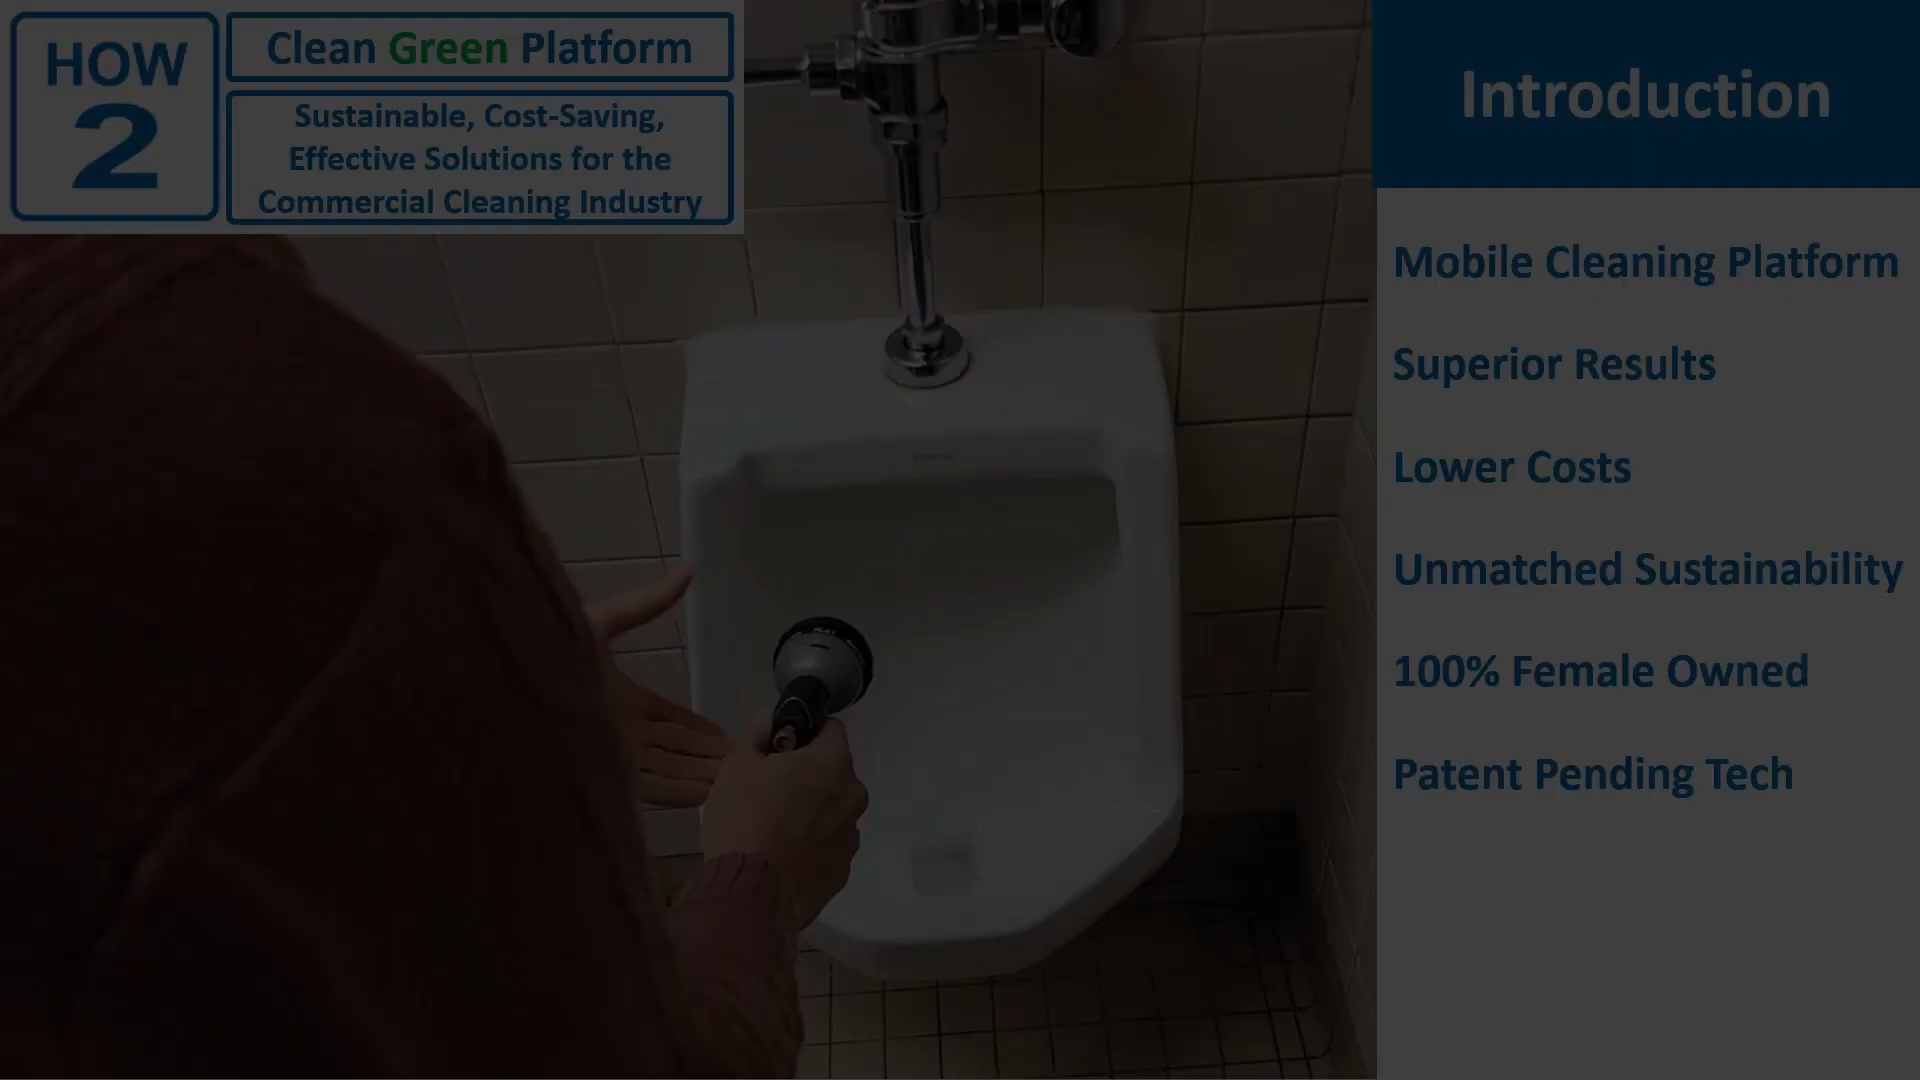 HOW
2
Clean Green Platform
Sustainable, Cost-Saving,
Effective Solutions for the
Commercial Cleaning Industry
Introduction
Mobile Cleaning Platform
Superior Results
Lower Costs
Unmatched Sustainability
100% Female Owned
Patent Pending Tech